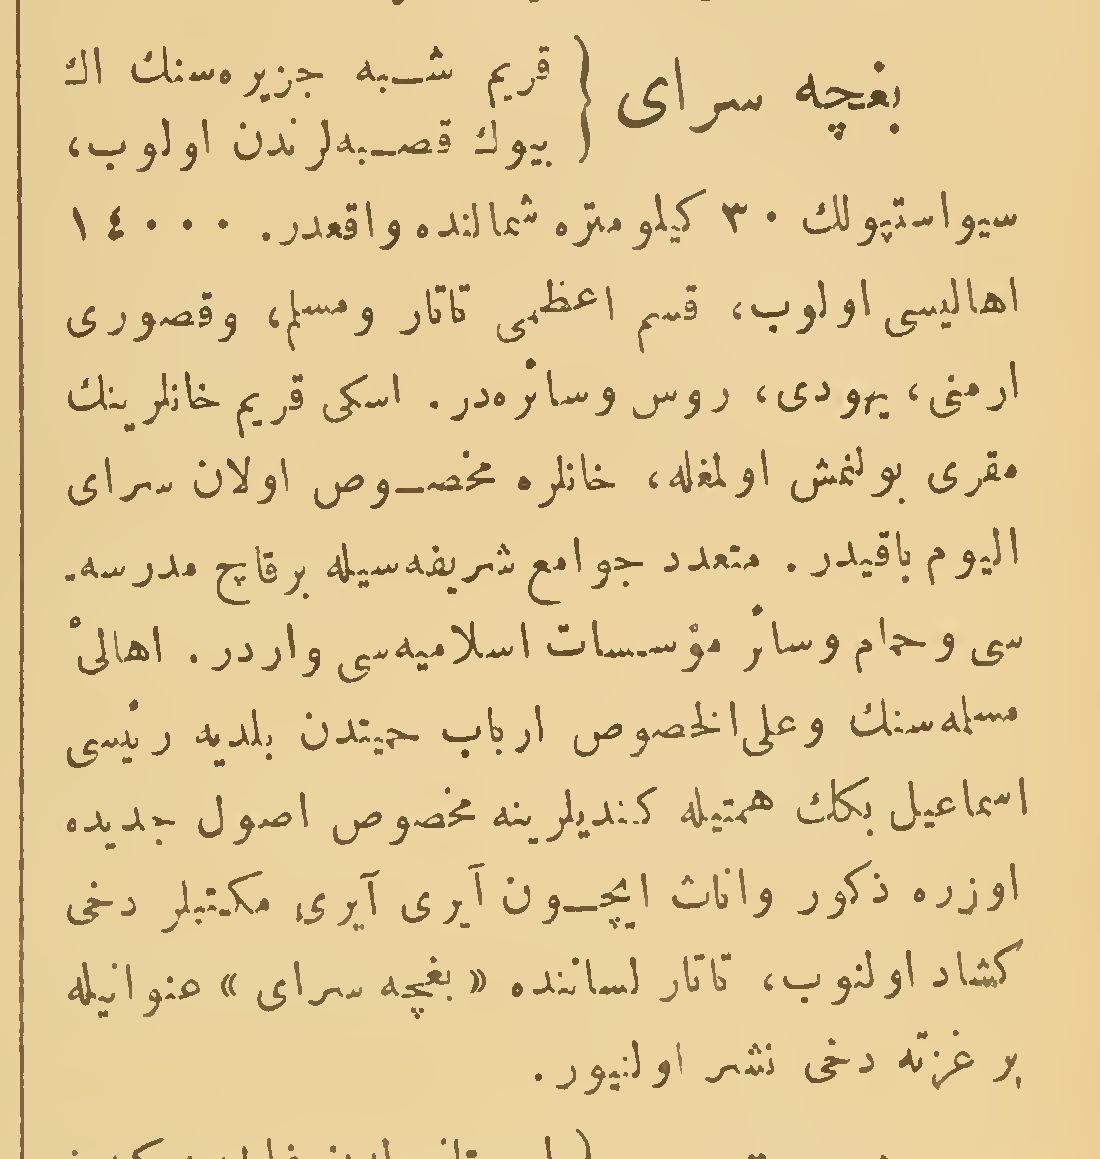 بغچه سرای } قریم شبه جزیره‌سنك اك
بیوك قصبه‌لرندن اولوب،
سیواستپولك ٣٠ کیلومتره شمالنده واقعدر. ١٤٠٠٠
اهالیسی اولوب، قسم اعظمی تاتار ومسلم، وقصوری
ارمنی، یهودی، روس وسائره‌در. اسکی قریم خانلرینك
مقری بولنمش اولمغله، خانلره مخصوص اولان سرای
الیوم باقیدر. متعدد جوامع شریفه‌سیله برقاچ مدرسه-
سی وحمام وسائر مؤسسات اسلامیه‌سی واردر. اهالیٔ
مسلمه‌سنك وعلی‌الخصوص ارباب حمیتدن بلدیه رئیسی
اسماعیل بکك همتیله کندیلرینه مخصوص اصول جدیده
اوزره ذکور واناث ایچون آیری آیری مکتبلر دخی
کشاد اولنوب، تاتار لساننده «بغچه سرای» عنوانیله
بر غزته دخی نشر اولنیور.